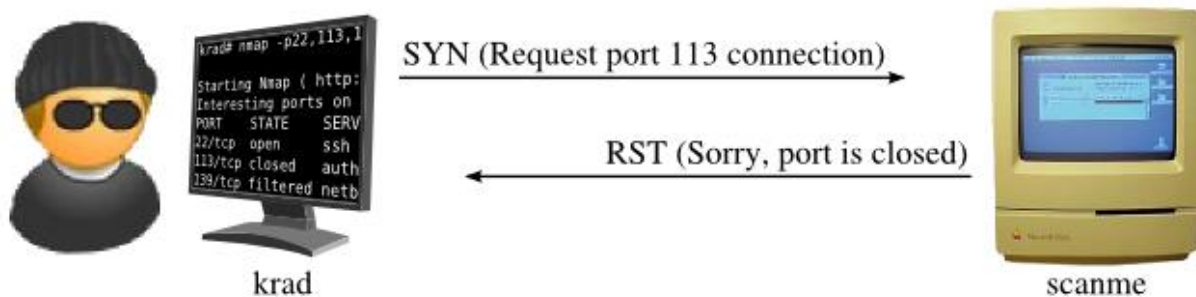 krad# nmap -p22,113,1
Starting Nmap ( http:
Interesting ports on
PORT STATE SERV
22/tcp open ssh
113/tcp closed auth
139/tcp filtered netb
SYN (Request port 113 connection)
RST (Sorry, port is closed)
krad
scanme